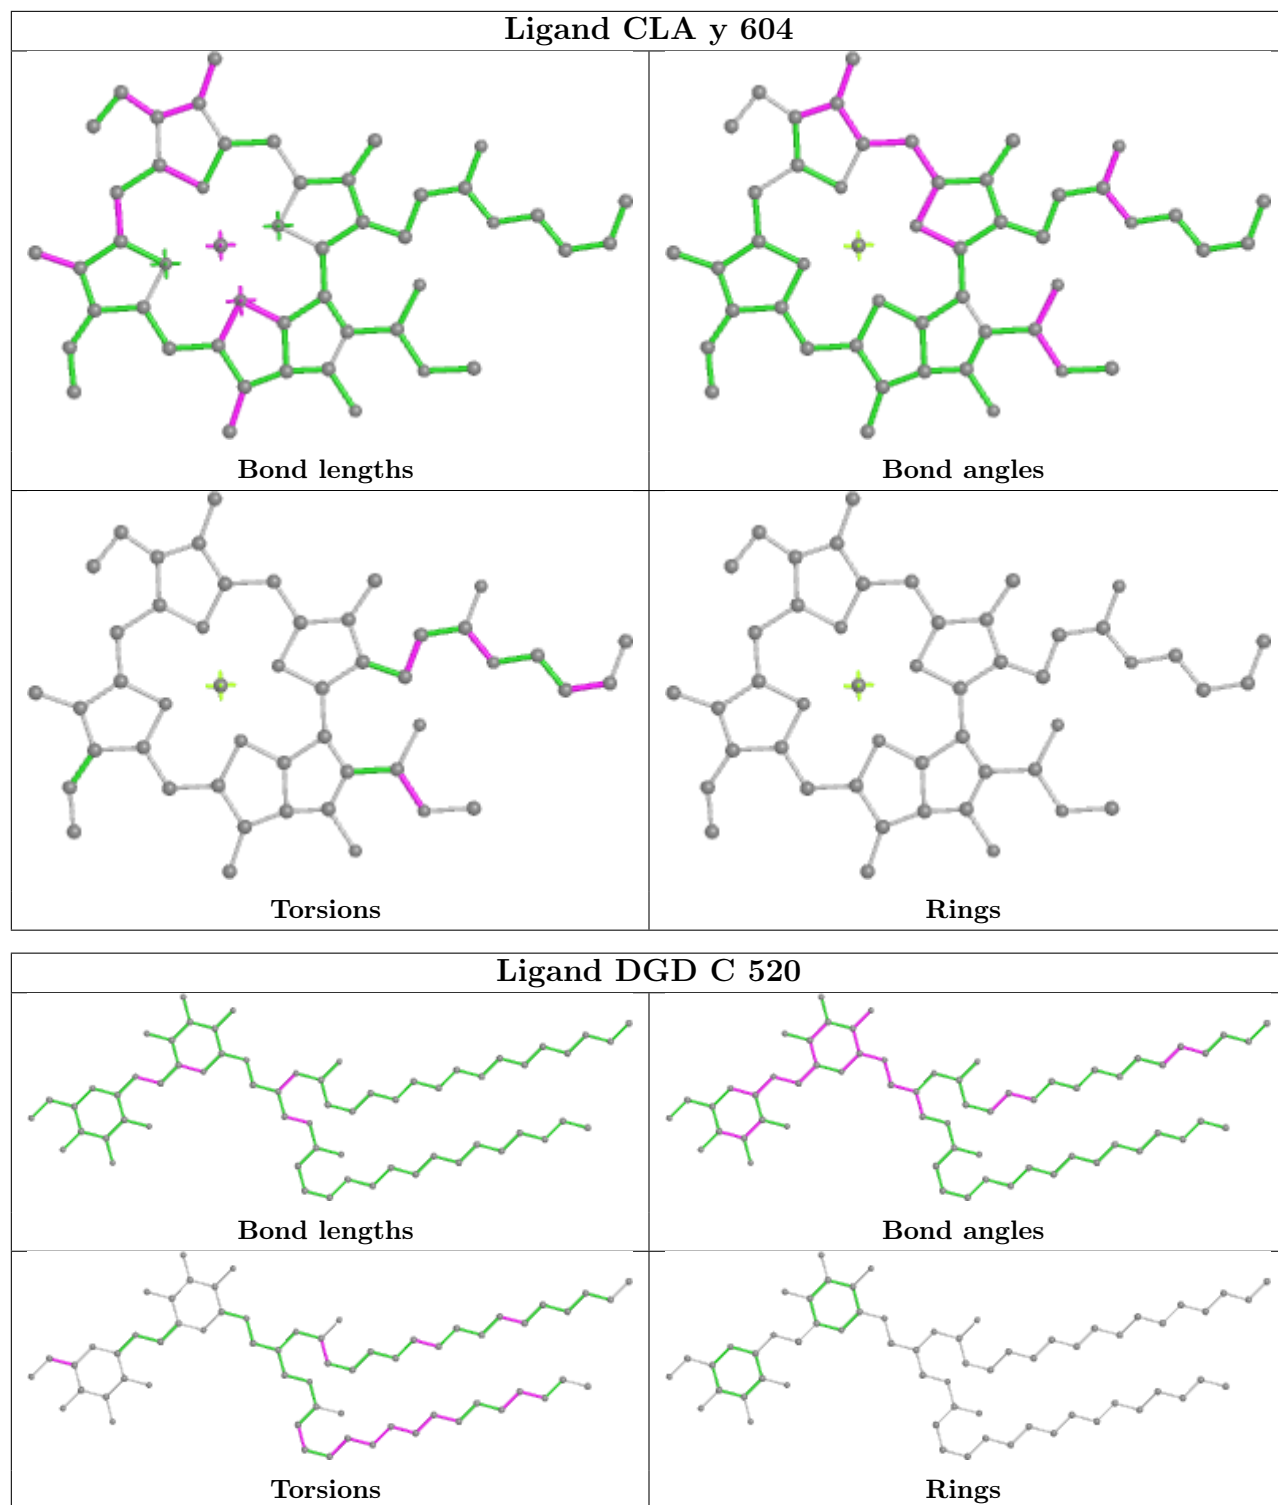 Ligand CLA y 604
Bond lengths
Bond angles
Torsions
Rings
Ligand DGD C 520
Bond lengths
Bond angles
Torsions
Rings